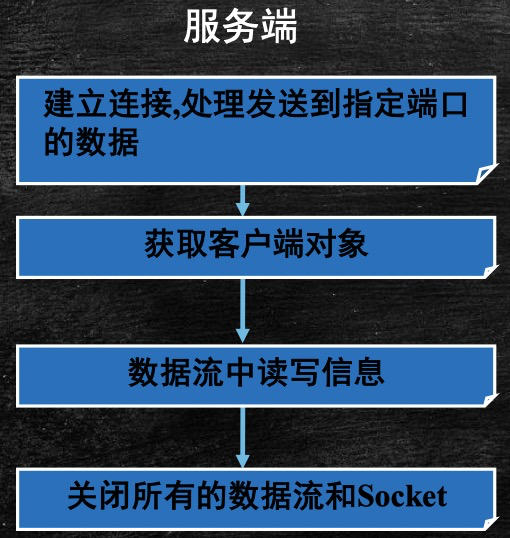 服务端
建立连接,处理发送到指定端口
的数据
获取客户端对象
数据流中读写信息
关闭所有的数据流和Socket